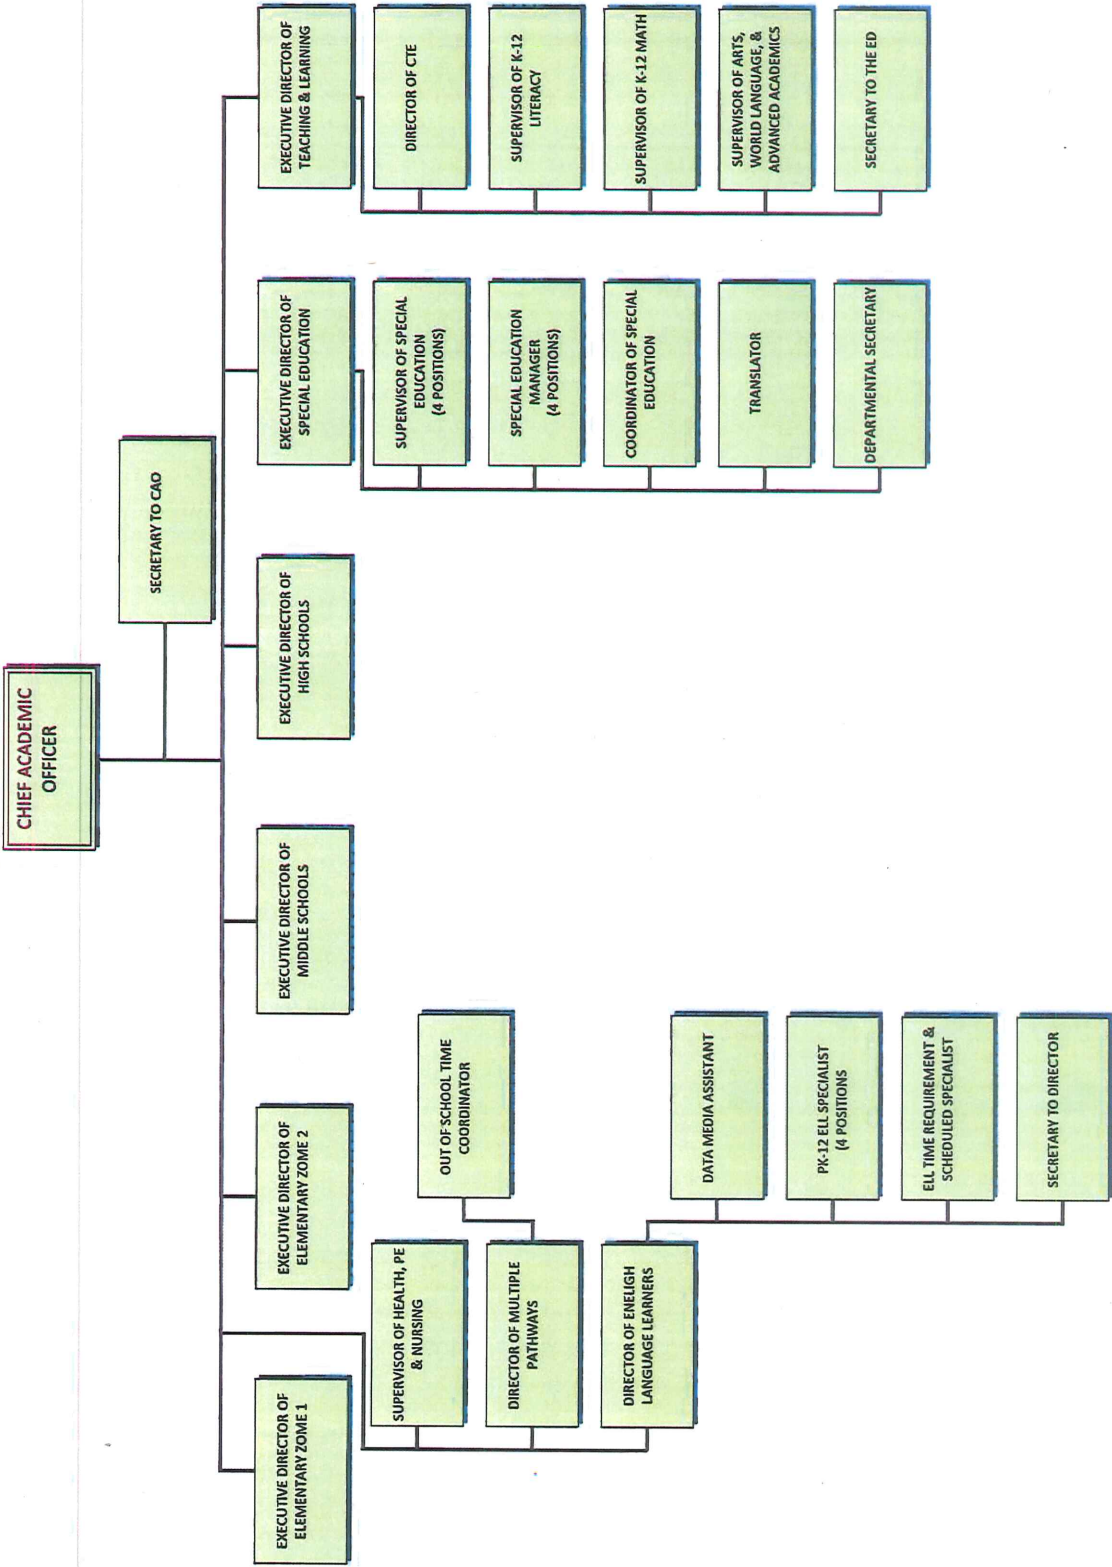 CHIEF ACADEMIC
OFFICER
SECRETARY TO CAO
EXECUTIVE DIRECTOR OF
ELEMENTARY ZOME 1
EXECUTIVE DIRECTOR OF
ELEMENTARY ZOME 2
EXECUTIVE DIRECTOR OF
MIDDLE SCHOOLS
EXECUTIVE DIRECTOR OF
HIGH SCHOOLS
EXECUTIVE DIRECTOR OF
SPECIAL EDUCATION
EXECUTIVE DIRECTOR OF
TEACHING & LEARNING
SUPERVISOR OF HEALTH, PE
& NURSING
DIRECTOR OF MULTIPLE
PATHWAYS
OUT OF SCHOOL TIME
COORDINATOR
DIRECTOR OF ENELIGH
LANGUAGE LEARNERS
DATA MEDIA ASSISTANT
PK-12 ELL SPECIALIST
(4 POSITIONS
ELL TIME REQUIREMENT &
SCHEDULED SPECIALIST
SECRETARY TO DIRECTOR
SUPERVISOR OF SPECIAL
EDUCATION
(4 POSITIONS)
SPECIAL EDUCATION
MANAGER
(4 POSITIONS)
COORDINATOR OF SPECIAL
EDUCATION
TRANSLATOR
DEPARTMENTAL SECRETARY
DIRECTOR OF CTE
SUPERVISOR OF K-12
LITERACY
SUPERVISOR OF K-12 MATH
SUPERVISOR OF ARTS,
WORLD LANGUAGE, &
ADVANCED ACADEMICS
SECRETARY TO THE ED